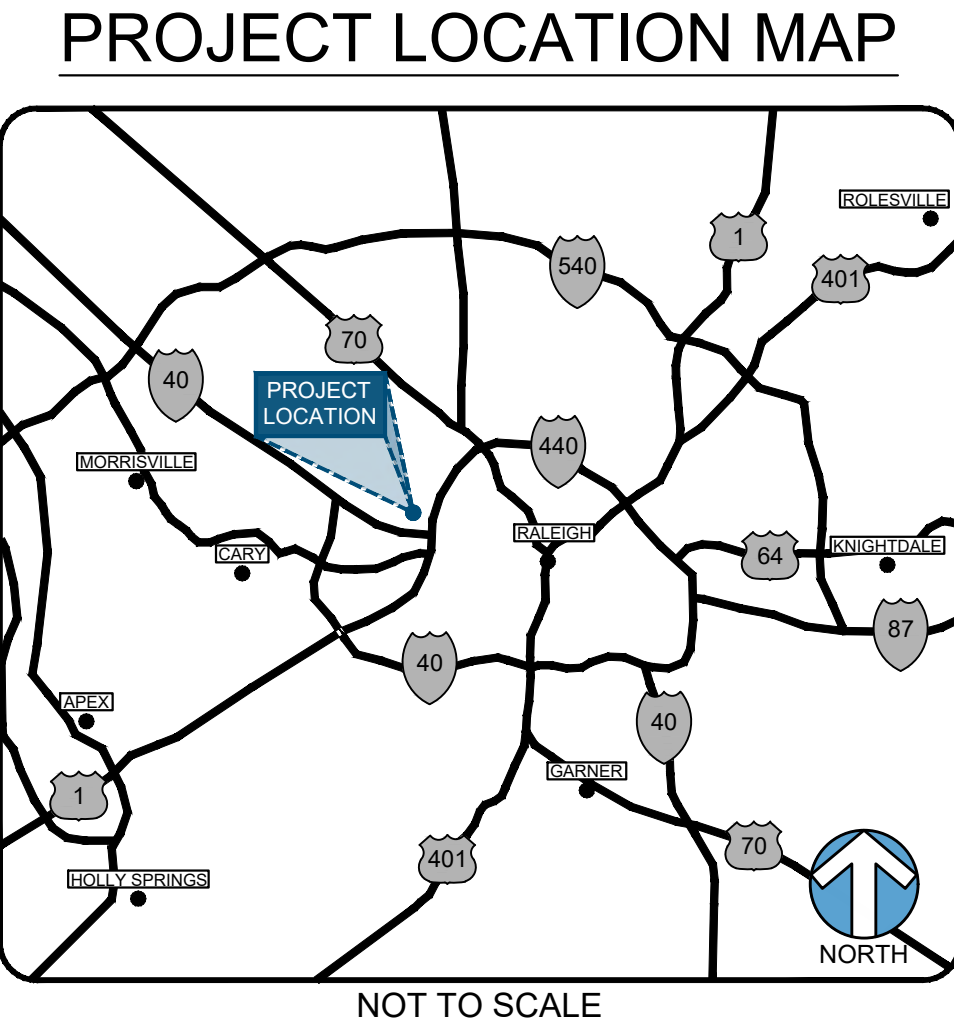 PROJECT LOCATION MAP
ROLESVILLE
1
540
401
70
40
PROJECT
LOCATION
440
MORRISVILLE
RALEIGH
CARY
64
KNIGHTDALE
87
40
APEX
40
GARNER
1
70
401
HOLLY SPRINGS
NORTH
NOT TO SCALE